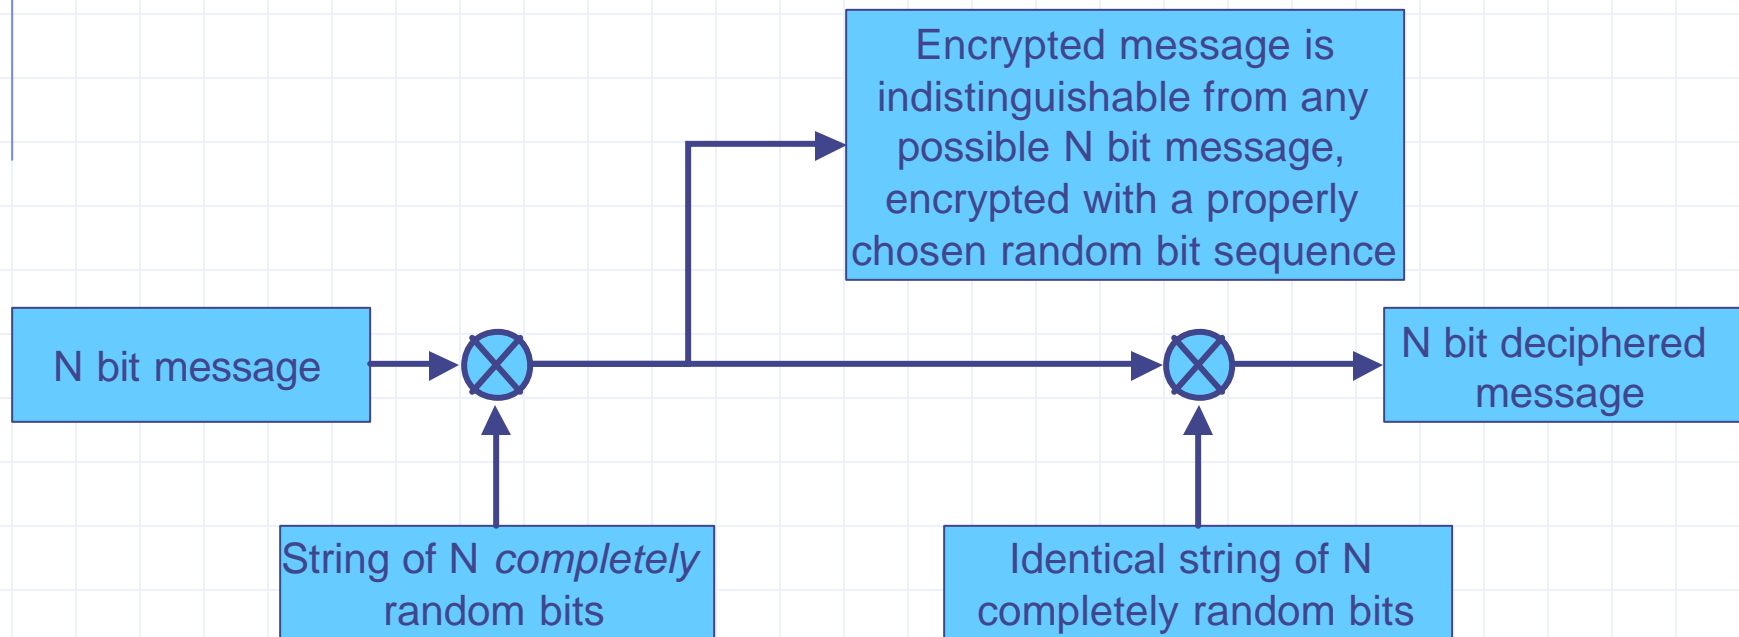 Encrypted message is
indistinguishable from any
possible N bit message,
encrypted with a properly
chosen random bit sequence
N bit message
N bit deciphered
message
String of N completely
random bits
Identical string of N
completely random bits